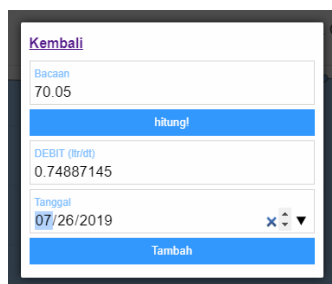 Kembali
Bacaan
70.05
hitung!
DEBIT (ltr/dt)
0.74887145
Tanggal
07/26/2019
Tambah